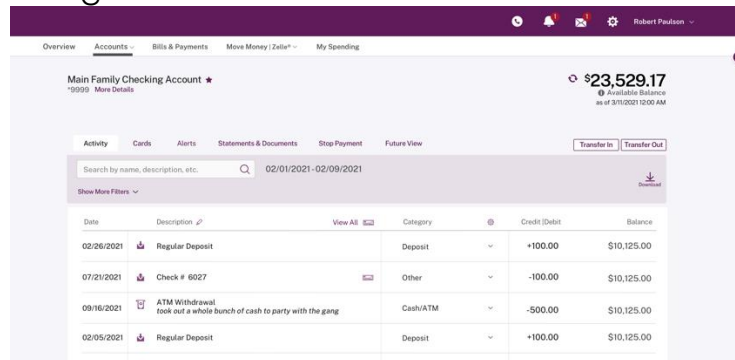 Robert Paulson
Overview Accounts Bills & Payments Move Money | Zelle® My Spending
Main Family Checking Account
*9999 More Details
$23,529.17
Available Balance
as of 3/11/2021 12:00 AM
Activity Cards Alerts Statements & Documents Stop Payment Future View Transfer In Transfer Out
Search by name, description, etc. 02/01/2021-02/09/2021
Download
Show More Filters
Date Description View All Category Credit |Debit Balance
02/26/2021 Regular Deposit Deposit +100.00 $10,125.00
07/21/2021 Check # 6027 Other -100.00 $10,125.00
09/16/2021 ATM Withdrawal Cash/ATM -500.00 $10,125.00
took out a whole bunch of cash to party with the gang
02/05/2021 Regular Deposit Deposit +100.00 $10,125.00